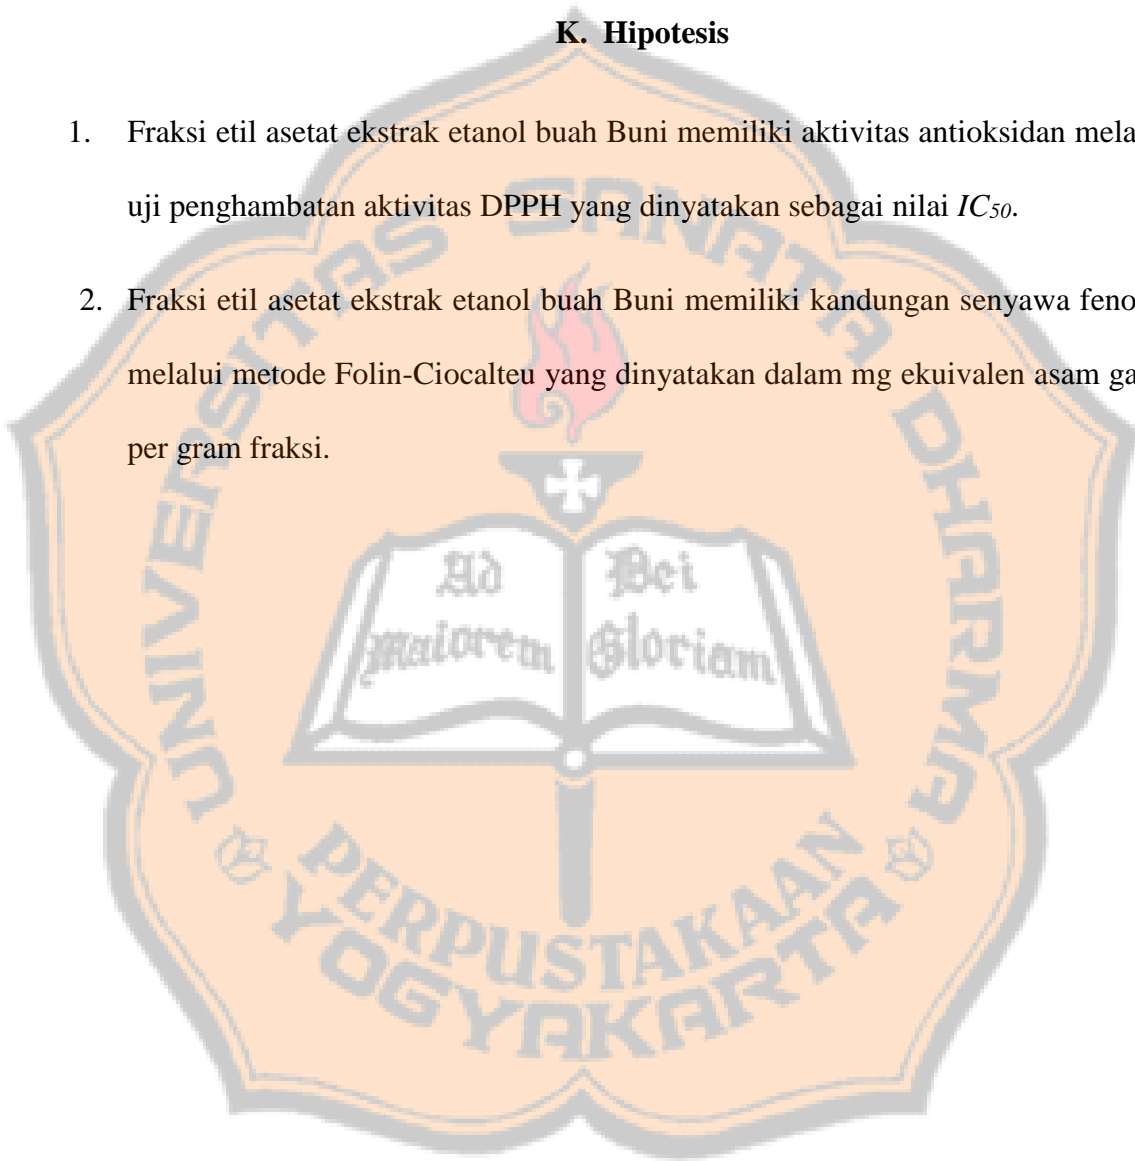 K. Hipotesis
1. Fraksi etil asetat ekstrak etanol buah Buni memiliki aktivitas antioksidan mela
uji penghambatan aktivitas DPPH yang dinyatakan sebagai nilai IC50.
2. Fraksi etil asetat ekstrak etanol buah Buni memiliki kandungan senyawa feno
melalui metode Folin-Ciocalteu yang dinyatakan dalam mg ekuivalen asam ga
per gram fraksi.
UNIVERSITAS SANATA DHARMA
Ad Dei
maiorem Gloriam
PERPUSTAKAAN
YOGYAKARTA